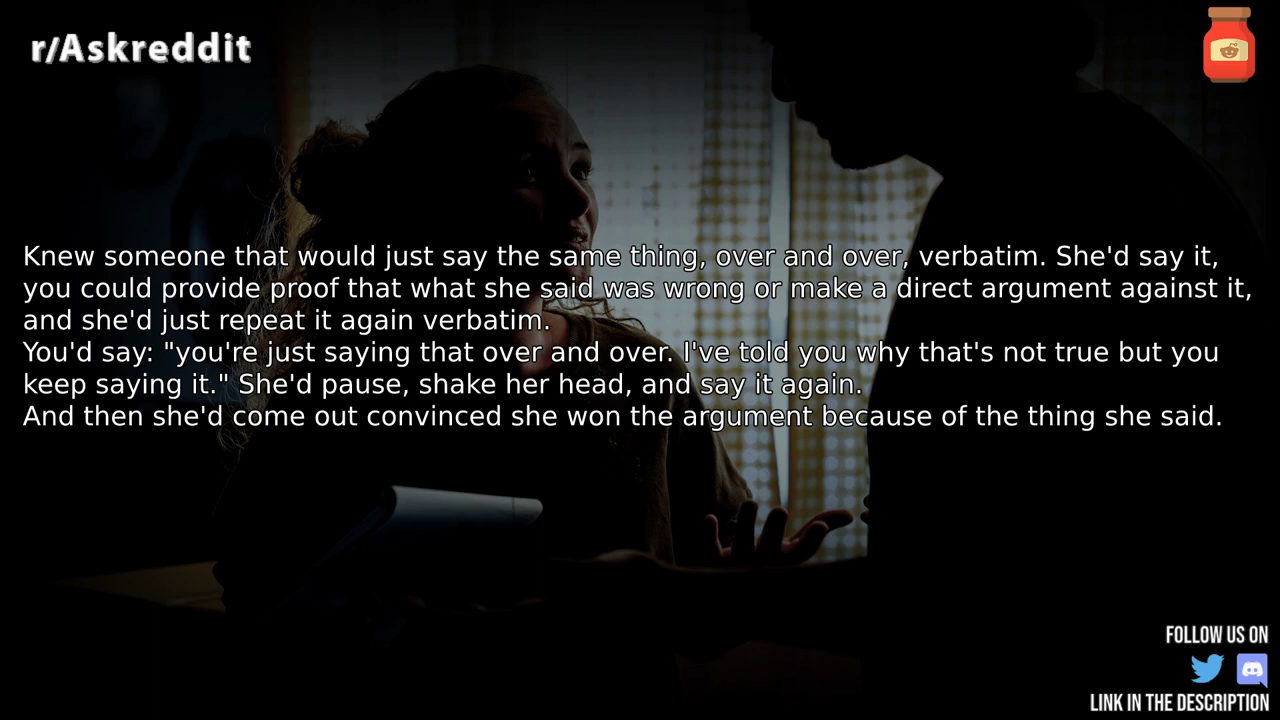 r/Askreddit
Knew someone that would just say the same thing, over and over, verbatim. She'd say it,
you could provide proof that what she said was wrong or make a direct argument against it,
and she'd just repeat it again verbatim.
You'd say: "you're just saying that over and over. I've told you why that's not true but you
keep saying it." She'd pause, shake her head, and say it again.
And then she'd come out convinced she won the argument because of the thing she said.
FOLLOW US ON
LINK IN THE DESCRIPTION